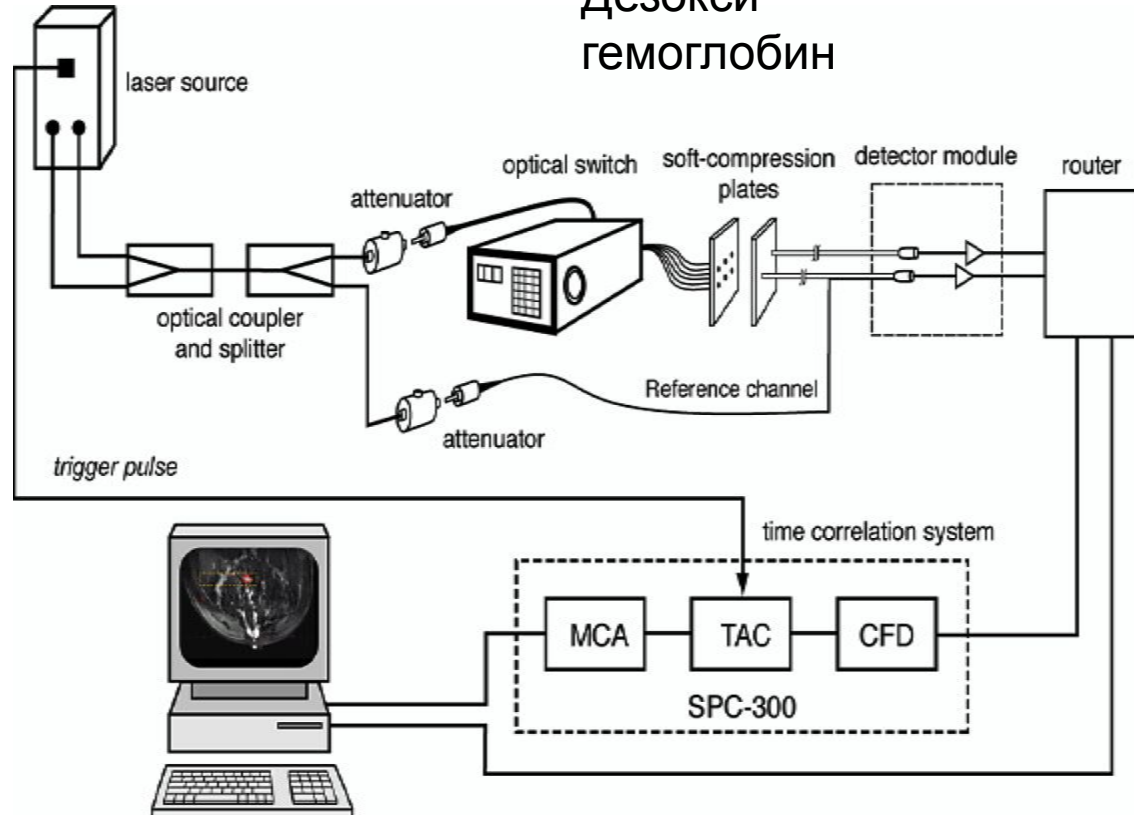 Дезокси
гемоглобин
laser source
optical switch
soft-compression
plates
detector module
router
attenuator
optical coupler
and splitter
Reference channel
attenuator
trigger pulse
time correlation system
MCA
TAC
CFD
SPC-300